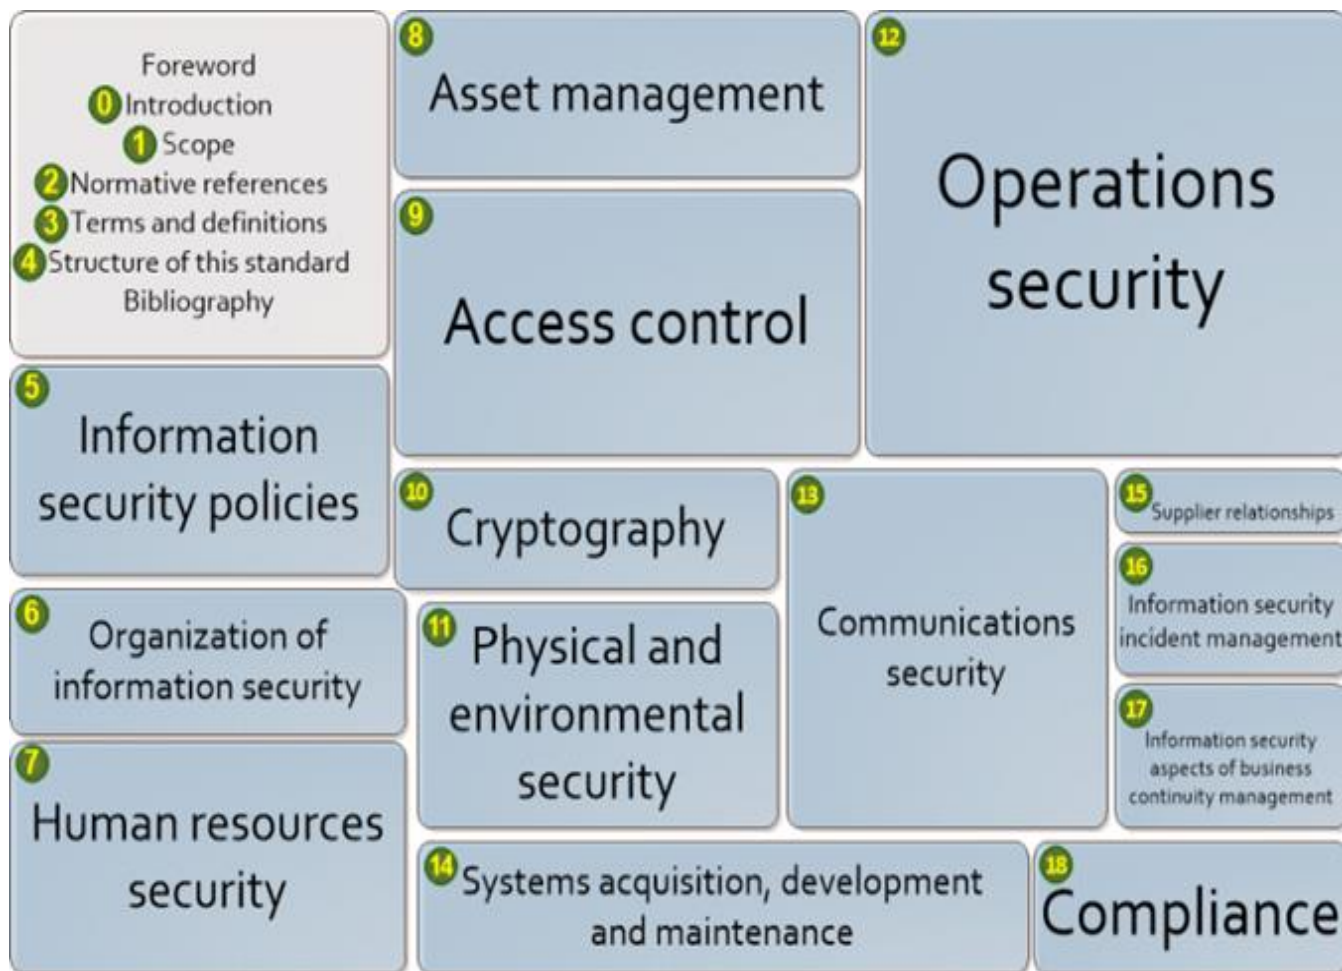 Foreword
0 Introduction
1 Scope
2 Normative references
3 Terms and definitions
4 Structure of this standard
Bibliography
5
Information
security policies
6
Organization of
information security
7
Human resources
security
8
Asset management
9
Access control
10
Cryptography
11
Physical and
environmental
security
12
Operations
security
13
Communications
security
14
Systems acquisition, development
and maintenance
15
Supplier relationships
16
Information security
incident management
17
Information security
aspects of business
continuity management
18
Compliance